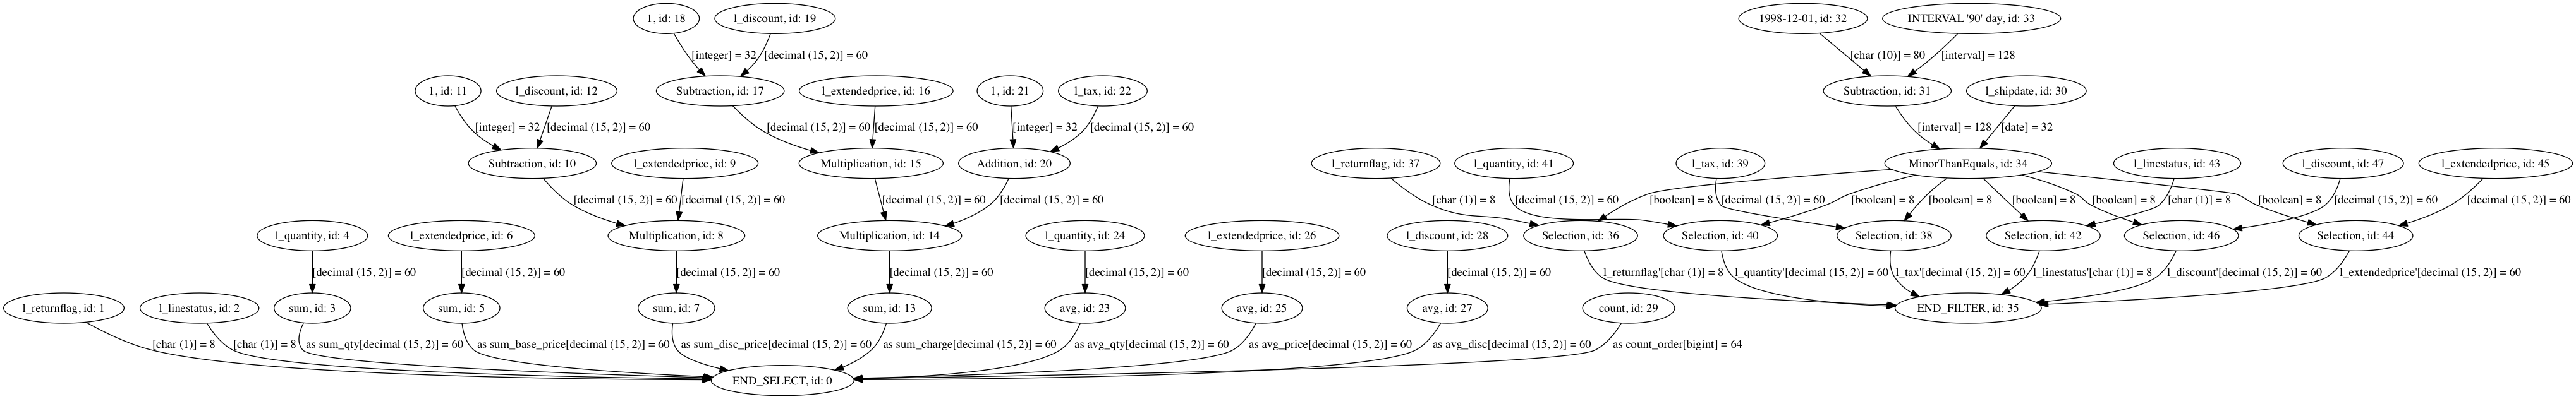 1, id: 18
l_discount, id: 19
1998-12-01, id: 32
INTERVAL '90' day, id: 33
[integer] = 32
[decimal (15, 2)] = 60
[char (10)] = 80
[interval] = 128
1, id: 11
l_discount, id: 12
Subtraction, id: 17
l_extendedprice, id: 16
1, id: 21
l_tax, id: 22
Subtraction, id: 31
l_shipdate, id: 30
[integer] = 32
[decimal (15, 2)] = 60
[decimal (15, 2)] = 60
[decimal (15, 2)] = 60
[integer] = 32
[decimal (15, 2)] = 60
[interval] = 128
[date] = 32
Subtraction, id: 10
l_extendedprice, id: 9
Multiplication, id: 15
Addition, id: 20
l_returnflag, id: 37
l_quantity, id: 41
l_tax, id: 39
MinorThanEquals, id: 34
l_linestatus, id: 43
l_discount, id: 47
l_extendedprice, id: 45
[decimal (15, 2)] = 60
[decimal (15, 2)] = 60
[decimal (15, 2)] = 60
[decimal (15, 2)] = 60
[char (1)] = 8
[decimal (15, 2)] = 60
[boolean] = 8
[decimal (15, 2)] = 60
[boolean] = 8
[boolean] = 8
[boolean] = 8
[boolean] = 8
[char (1)] = 8
[boolean] = 8
[decimal (15, 2)] = 60
[decimal (15, 2)] = 60
l_quantity, id: 4
l_extendedprice, id: 6
Multiplication, id: 8
Multiplication, id: 14
l_quantity, id: 24
l_extendedprice, id: 26
l_discount, id: 28
Selection, id: 36
Selection, id: 40
Selection, id: 38
Selection, id: 42
Selection, id: 46
Selection, id: 44
[decimal (15, 2)] = 60
[decimal (15, 2)] = 60
[decimal (15, 2)] = 60
[decimal (15, 2)] = 60
[decimal (15, 2)] = 60
[decimal (15, 2)] = 60
[decimal (15, 2)] = 60
l_returnflag'[char (1)] = 8
l_quantity'[decimal (15, 2)] = 60
l_tax'[decimal (15, 2)] = 60
l_linestatus'[char (1)] = 8
l_discount'[decimal (15, 2)] = 60
l_extendedprice'[decimal (15, 2)] = 60
l_returnflag, id: 1
l_linestatus, id: 2
sum, id: 3
sum, id: 5
sum, id: 7
sum, id: 13
avg, id: 23
avg, id: 25
avg, id: 27
count, id: 29
END_FILTER, id: 35
[char (1)] = 8
[char (1)] = 8
as sum_qty[decimal (15, 2)] = 60
as sum_base_price[decimal (15, 2)] = 60
as sum_disc_price[decimal (15, 2)] = 60
as sum_charge[decimal (15, 2)] = 60
as avg_qty[decimal (15, 2)] = 60
as avg_price[decimal (15, 2)] = 60
as avg_disc[decimal (15, 2)] = 60
as count_order[bigint] = 64
END_SELECT, id: 0